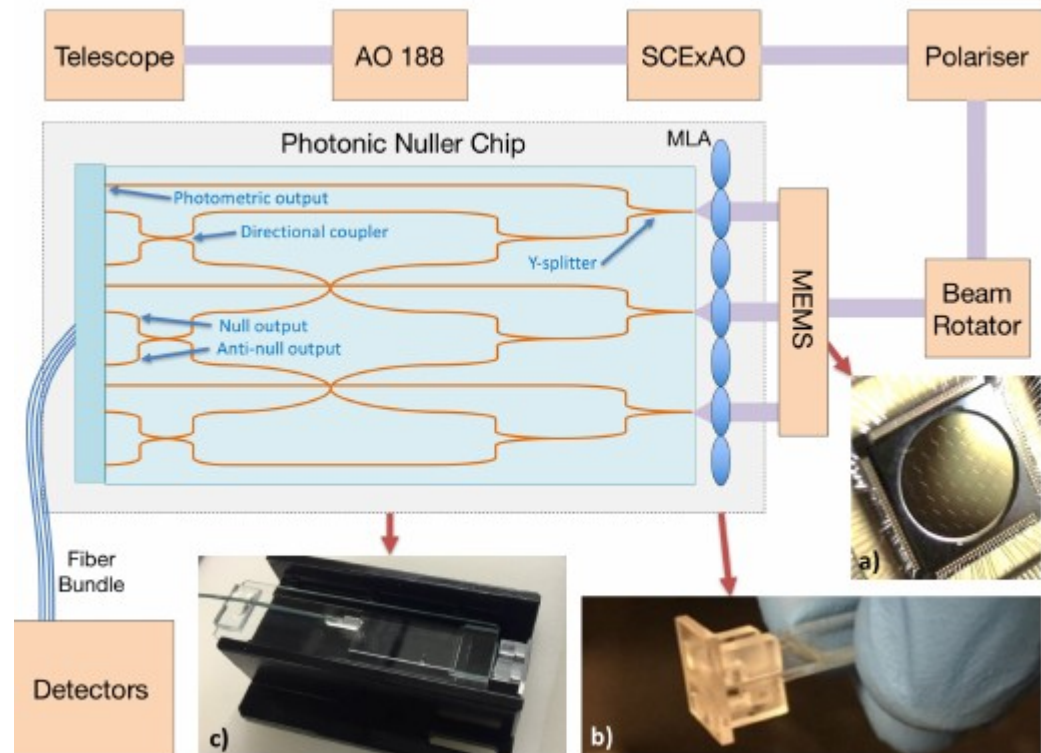 Telescope
AO 188
SCExAO
Polariser
Photonic Nuller Chip
MLA
Photometric output
Directional coupler
Y-splitter
Null output
Anti-null output
MEMS
Beam
Rotator
a)
Fiber
Bundle
Detectors
c)
b)